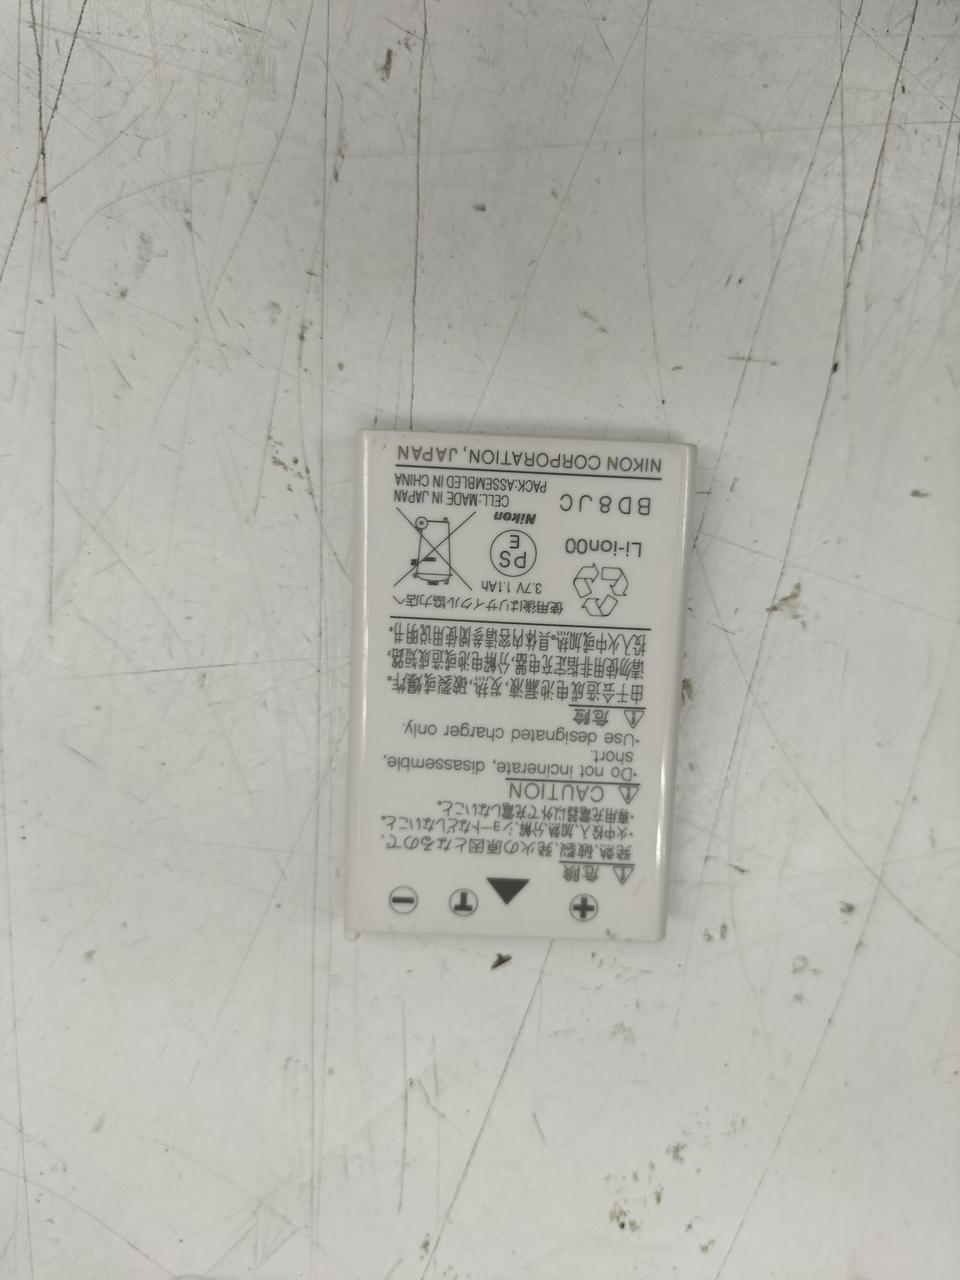 危険
発熱、破裂、発火の原因となるので、
・火中投入、加熱、分解、ショートなどしないこと。
・専用充電器以外で充電しないこと。
CAUTION
・Do not incinerate, disassemble,
short.
・Use designated charger only.
危険
由于会造成电池漏液,发热,破裂或爆炸。
请勿使用非指定充电器,分解电池或造成短路,
投入火中或加热。具体内容请参阅使用说明书。
使用後はリサイクル協力店へ
3.7V 1.1Ah
Li-ion00
PS
E
Nikon
BD8JC
CELL:MADE IN JAPAN
PACK:ASSEMBLED IN CHINA
NIKON CORPORATION, JAPAN